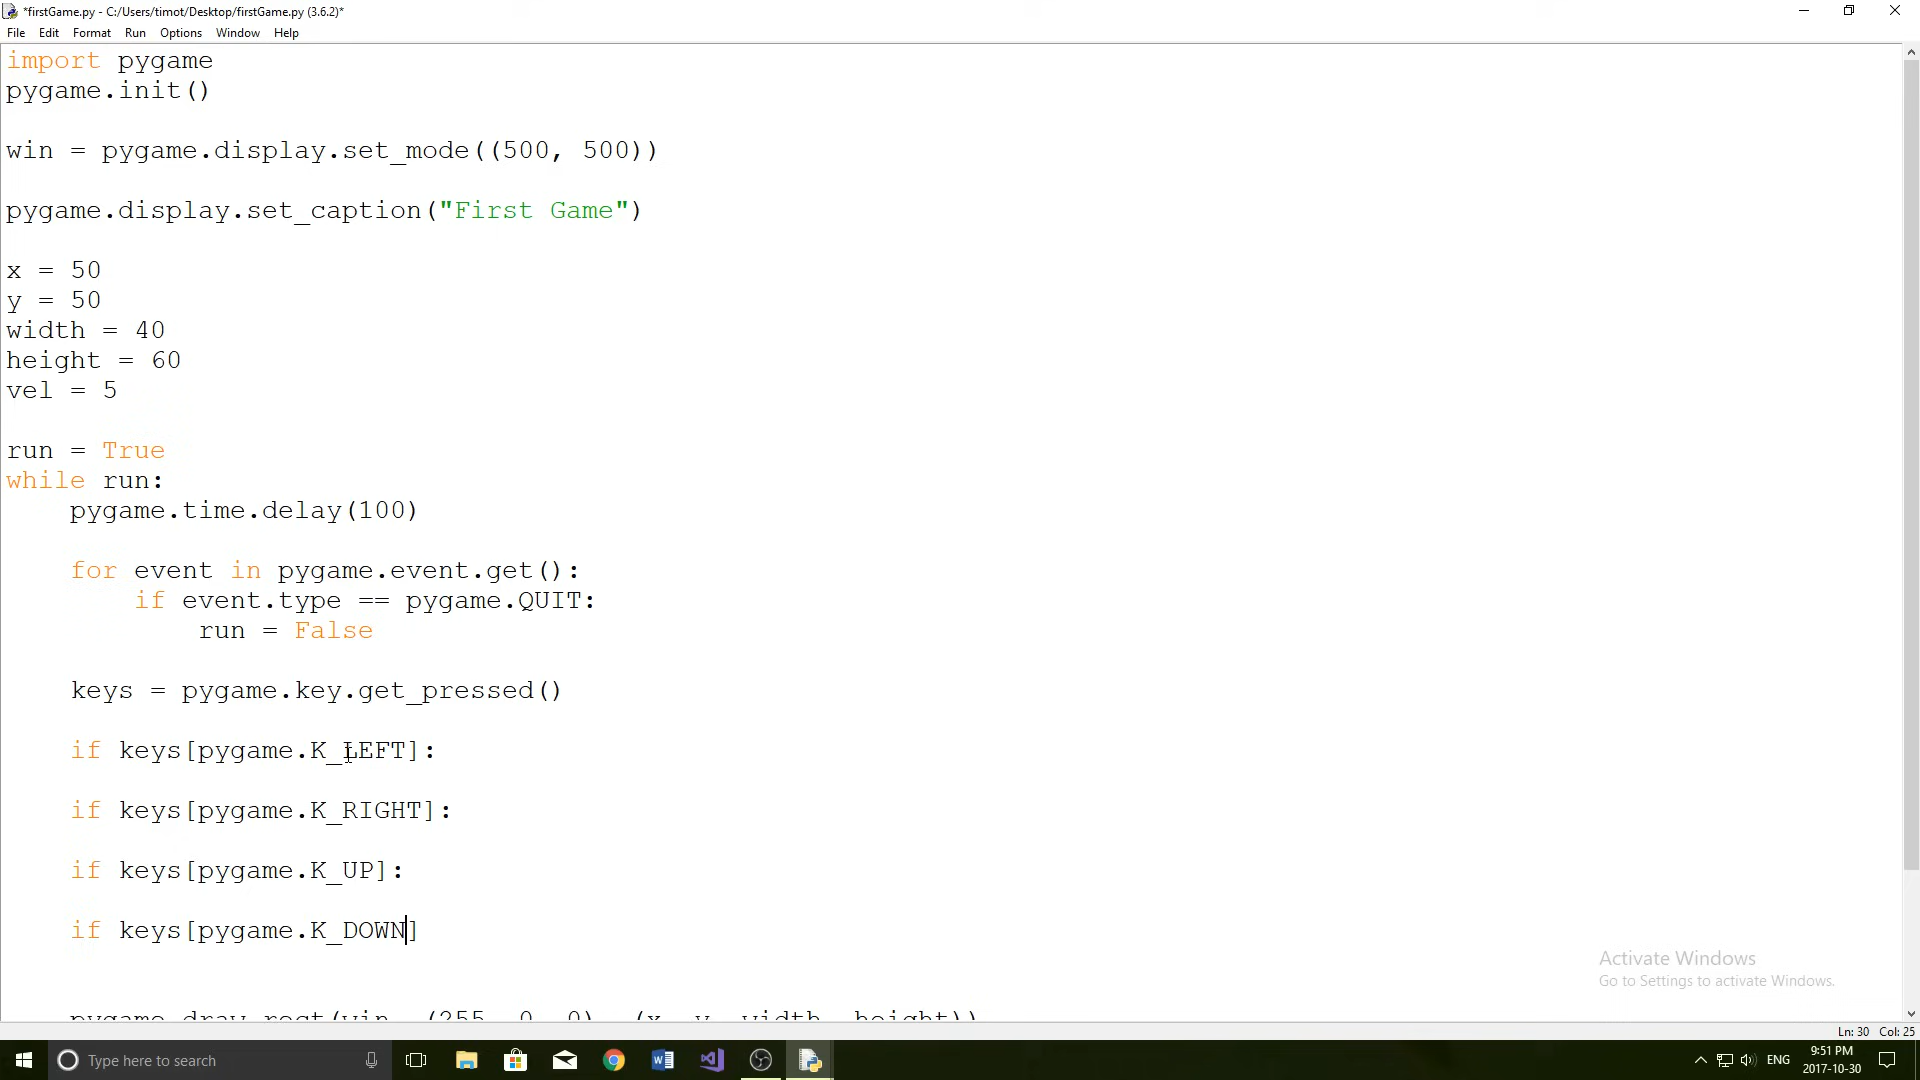 *firstGame.py - C:/Users/timot/Desktop/firstGame.py (3.6.2)*
File Edit Format Run Options Window Help
import pygame
pygame.init()
win = pygame.display.set_mode((500, 500))
pygame.display.set_caption("First Game")
x = 50
y = 50
width = 40
height = 60
vel = 5
run = True
while run:
    pygame.time.delay(100)
    for event in pygame.event.get():
        if event.type == pygame.QUIT:
            run = False
    keys = pygame.key.get_pressed()
    if keys[pygame.K_LEFT]:
    if keys[pygame.K_RIGHT]:
    if keys[pygame.K_UP]:
    if keys[pygame.K_DOWN]
Activate Windows
Go to Settings to activate Windows.
    pygame.draw.rect(win, (255, 0, 0), (x, y, width, height))
Ln: 30 Col: 25
Type here to search
ENG
9:51 PM
2017-10-30